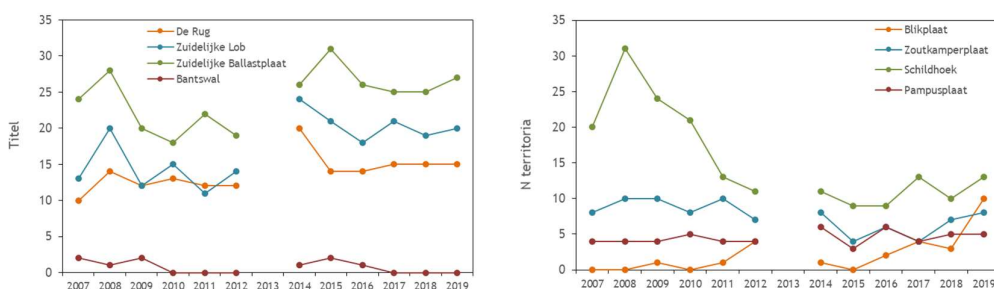 35
30
25
20
15
10
5
0
Titel
De Rug
Zuidelijke Lob
Zuidelijke Ballastplaat
Bantswal
2007 2008 2009 2010 2011 2012 2013 2014 2015 2016 2017 2018 2019
35
30
25
20
15
10
5
0
N territoria
Blikplaat
Zoutkamperplaat
Schildhoek
Pampusplaat
2007 2008 2009 2010 2011 2012 2013 2014 2015 2016 2017 2018 2019